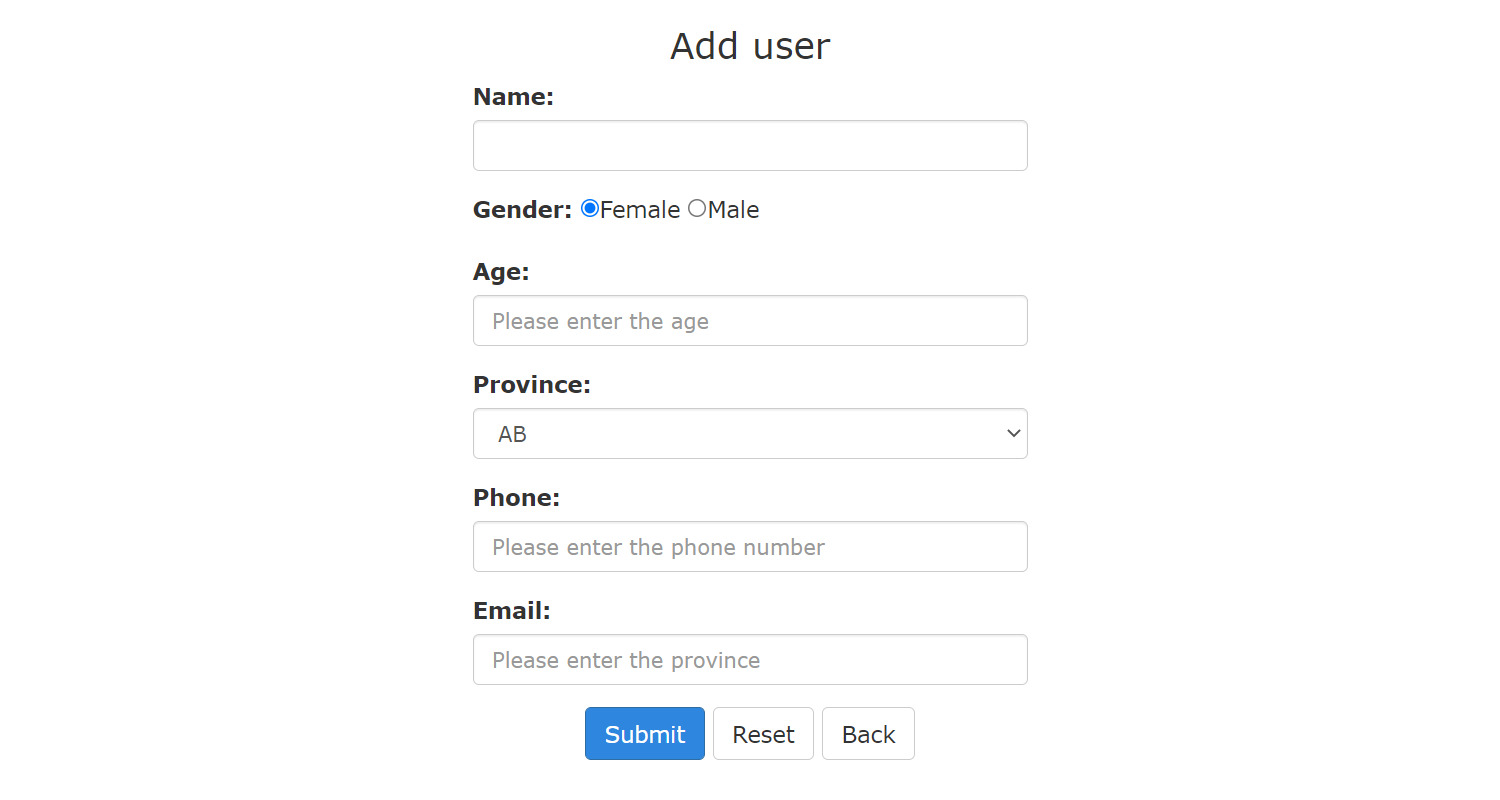 Add user
Name:
Gender: Female Male
Age:
Please enter the age
Province:
AB
Phone:
Please enter the phone number
Email:
Please enter the province
Submit Reset Back